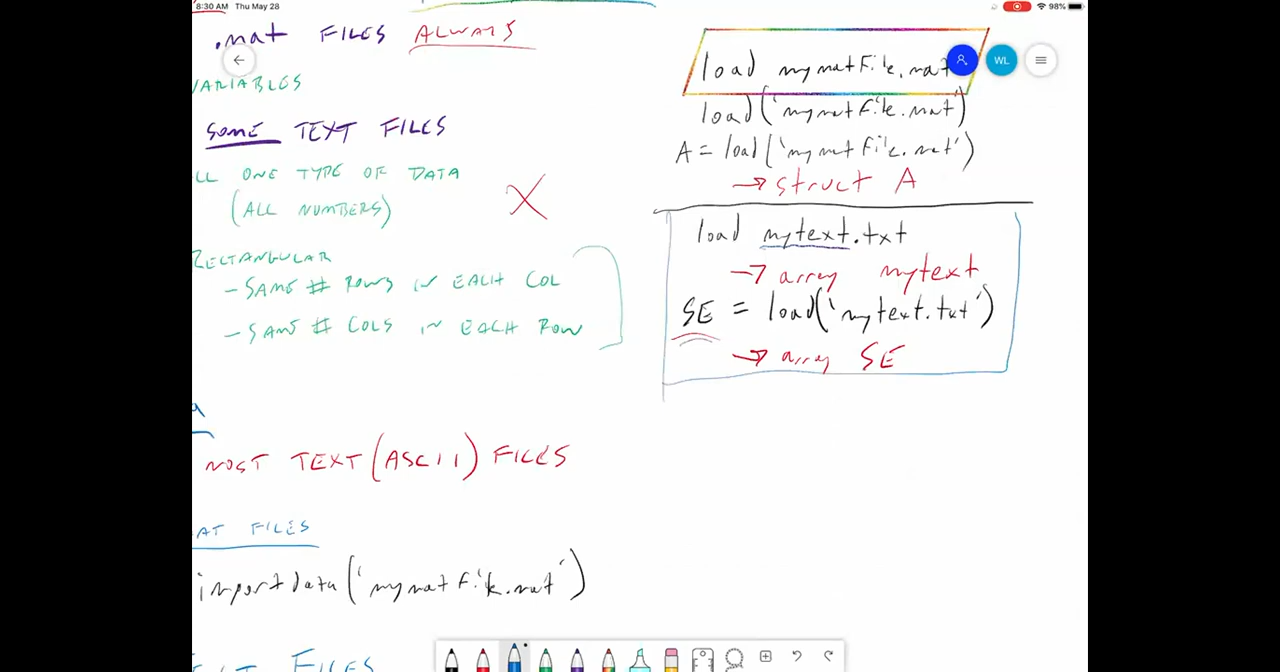 8:30 AM Thu May 28
98%
.mat FILES ALWAYS
VARIABLES
SOME TEXT FILES
LL ONE TYPE OF DATA
(ALL NUMBERS)
X
RECTANGULAR
- SAME # ROWS IN EACH COL
- SAME # COLS IN EACH ROW
a
MOST TEXT (ASCII) FILES
AT FILES
importdata('mymatfile.mat')
EXT FILES
WL
load mymatfile.mat
load('mymatfile.mat')
A = load('mymatfile.mat')
→ struct A
load mytext.txt
→ array mytext
SE = load('mytext.txt')
→ array SE